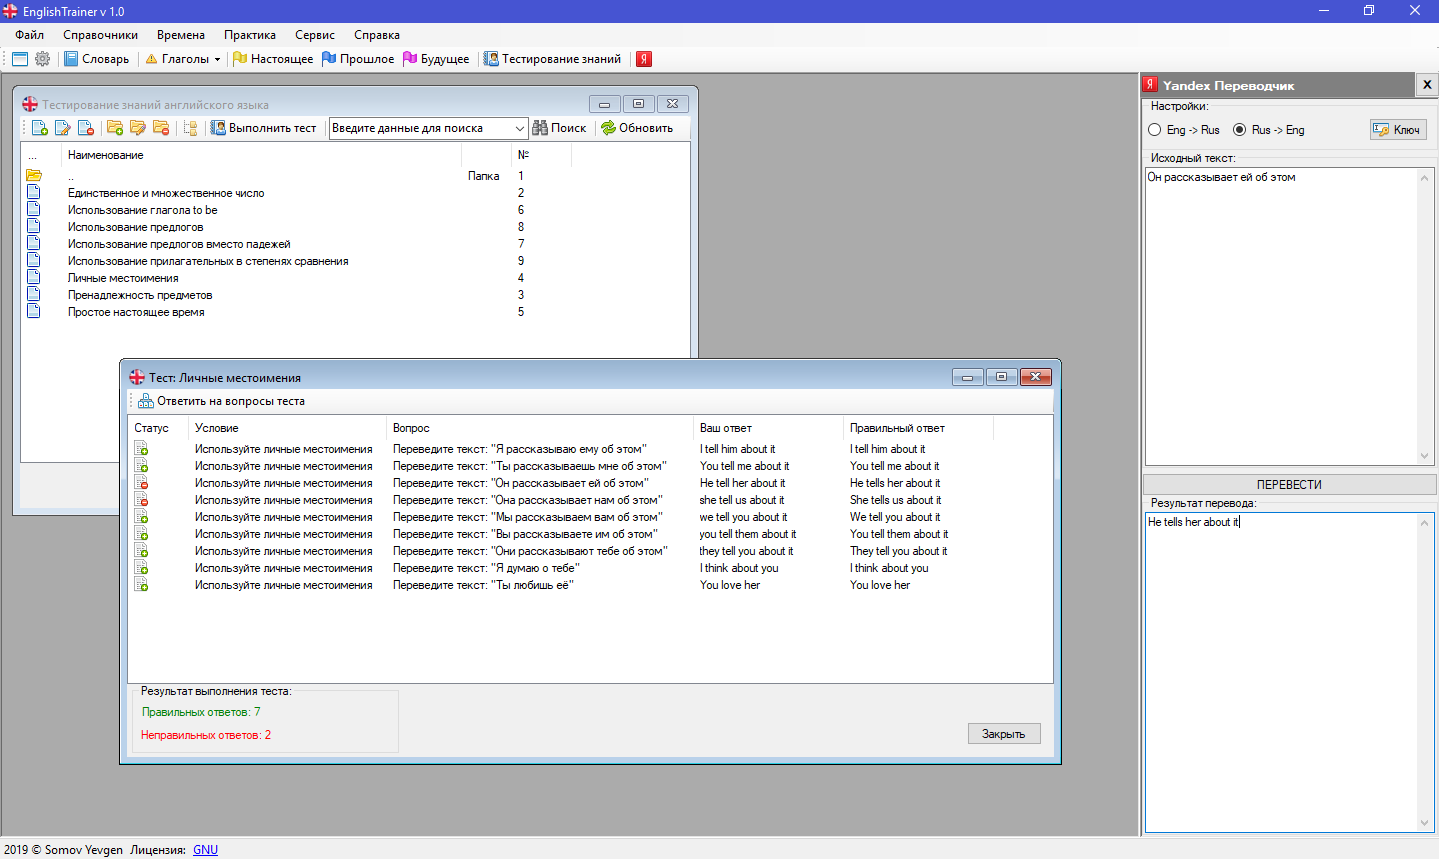 EnglishTrainer v 1.0
Файл Справочники Времена Практика Сервис Справка
Словарь Глаголы Настоящее Прошлое Будущее Тестирование знаний Я
Тестирование знаний английского языка
Выполнить тест Введите данные для поиска Поиск Обновить
... Наименование №
.. Папка 1
Единственное и множественное число 2
Использование глагола to be 6
Использование предлогов 8
Использование предлогов вместо падежей 7
Использование прилагательных в степенях сравнения 9
Личные местоимения 4
Пренадлежность предметов 3
Простое настоящее время 5
Тест: Личные местоимения
Ответить на вопросы теста
Статус Условие Вопрос Ваш ответ Правильный ответ
Используйте личные местоимения Переведите текст: "Я рассказываю ему об этом" I tell him about it I tell him about it
Используйте личные местоимения Переведите текст: "Ты рассказываешь мне об этом" You tell me about it You tell me about it
Используйте личные местоимения Переведите текст: "Он рассказывает ей об этом" He tell her about it He tells her about it
Используйте личные местоимения Переведите текст: "Она рассказывает нам об этом" she tell us about it She tells us about it
Используйте личные местоимения Переведите текст: "Мы рассказываем вам об этом" we tell you about it We tell you about it
Используйте личные местоимения Переведите текст: "Вы рассказываете им об этом" you tell them about it You tell them about it
Используйте личные местоимения Переведите текст: "Они рассказывают тебе об этом" they tell you about it They tell you about it
Используйте личные местоимения Переведите текст: "Я думаю о тебе" I think about you I think about you
Используйте личные местоимения Переведите текст: "Ты любишь её" You love her You love her
Результат выполнения теста:
Правильных ответов: 7
Неправильных ответов: 2
Закрыть
Я Yandex Переводчик X
Настройки:
Eng -> Rus Rus -> Eng Ключ
Исходный текст:
Он рассказывает ей об этом
ПЕРЕВЕСТИ
Результат перевода:
He tells her about it
2019 © Somov Yevgen Лицензия: GNU